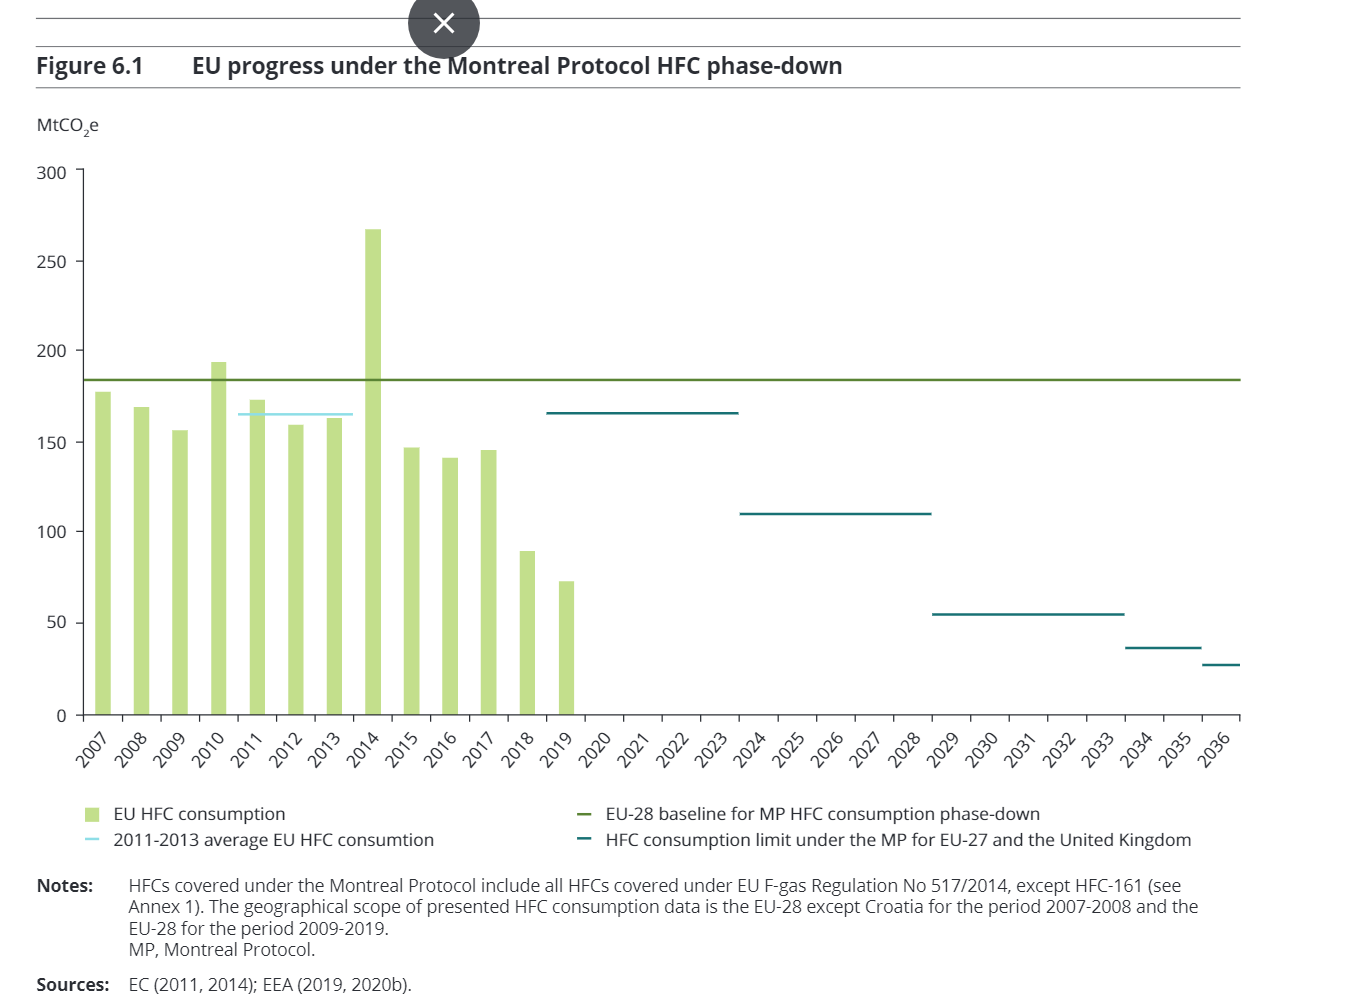 Figure 6.1 EU progress under the Montreal Protocol HFC phase-down
MtCO₂e
300
250
200
150
100
50
0
2007 2008 2009 2010 2011 2012 2013 2014 2015 2016 2017 2018 2019 2020 2021 2022 2023 2024 2025 2026 2027 2028 2029 2030 2031 2032 2033 2034 2035 2036
EU HFC consumption
EU-28 baseline for MP HFC consumption phase-down
2011-2013 average EU HFC consumtion
HFC consumption limit under the MP for EU-27 and the United Kingdom
Notes: HFCs covered under the Montreal Protocol include all HFCs covered under EU F-gas Regulation No 517/2014, except HFC-161 (see
Annex 1). The geographical scope of presented HFC consumption data is the EU-28 except Croatia for the period 2007-2008 and the
EU-28 for the period 2009-2019.
MP, Montreal Protocol.
Sources: EC (2011, 2014); EEA (2019, 2020b).